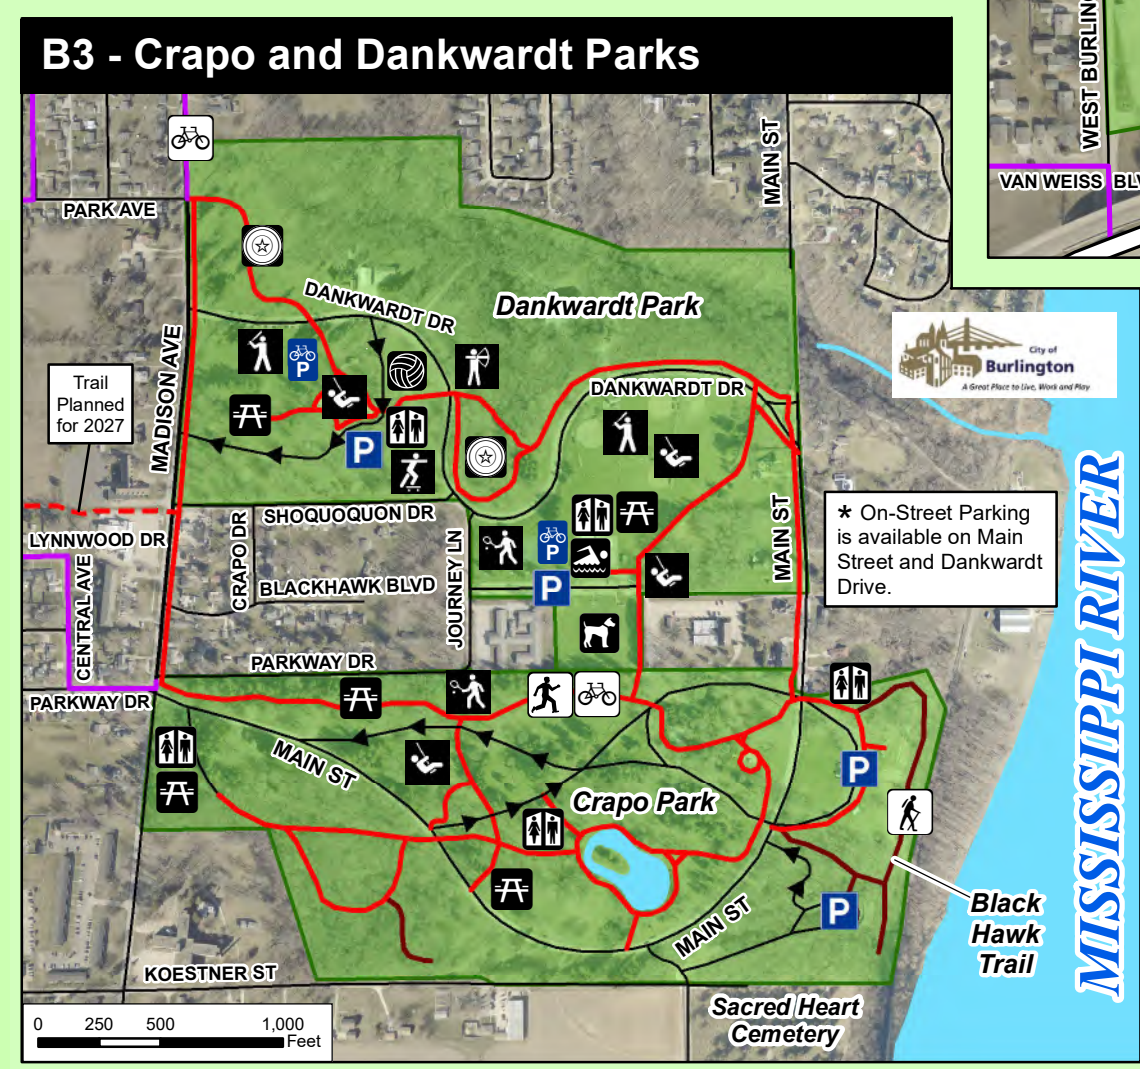 B3 - Crapo and Dankwardt Parks
WEST BURLIN
VAN WEISS BLV
MAIN ST
PARK AVE
DANKWARDT DR
Dankwardt Park
City of
Burlington
A Great Place to Live, Work and Play
MADISON AVE
Trail
Planned
for 2027
DANKWARDT DR
P
P
MAIN ST
* On-Street Parking
is available on Main
Street and Dankwardt
Drive.
MISSISSIPPI RIVER
SHOQUOQUON DR
LYNNWOOD DR
CRAPO DR
JOURNEY LN
P
P
CENTRAL AVE
BLACKHAWK BLVD
PARKWAY DR
PARKWAY DR
MAIN ST
P
Crapo Park
P
MAIN ST
Black
Hawk
Trail
KOESTNER ST
Sacred Heart
Cemetery
0 250 500 1,000
Feet